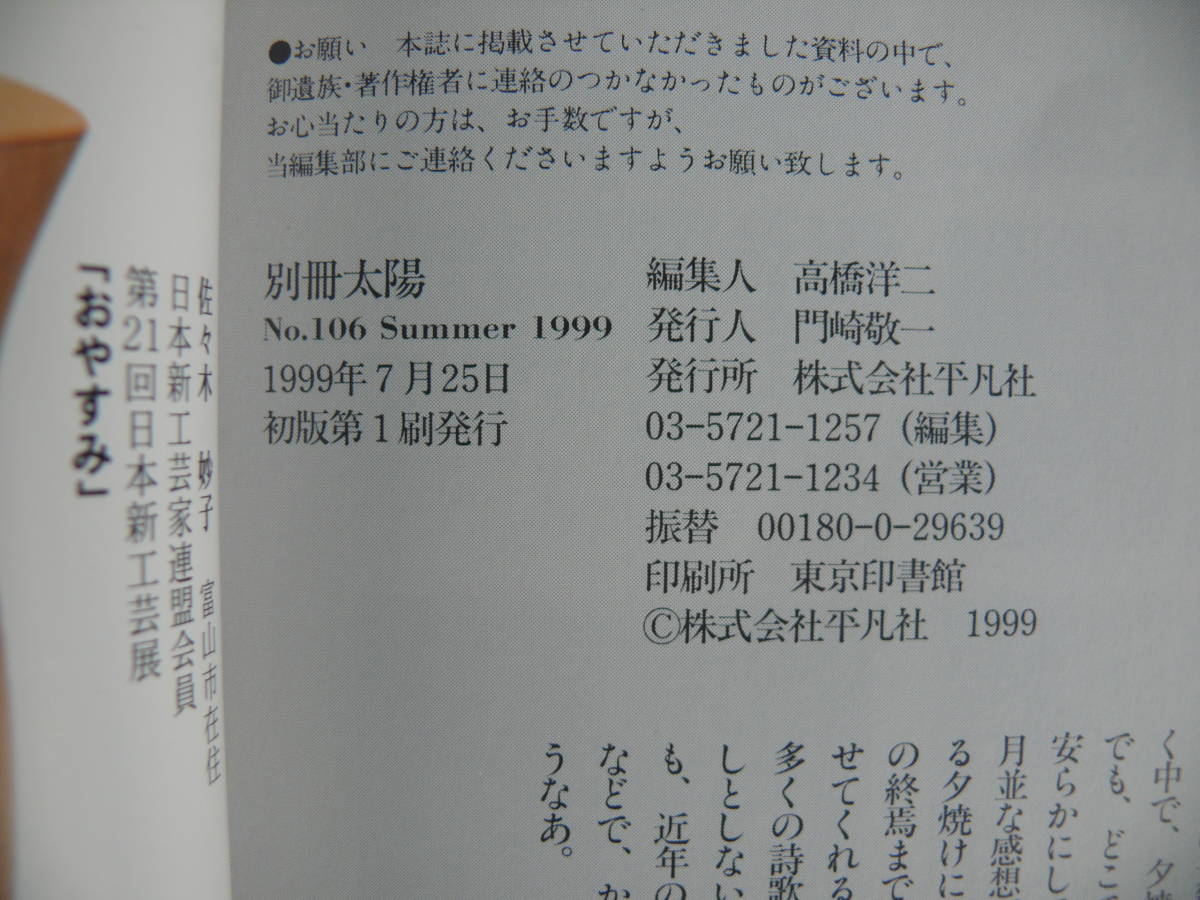 ●お願い　本誌に掲載させていただきました資料の中で、
御遺族・著作権者に連絡のつかなかったものがございます。
お心当たりの方は、お手数ですが、
当編集部にご連絡くださいますようお願い致します。
別冊太陽
No.106 Summer 1999
1999年7月25日
初版第1刷発行
編集人　高橋洋二
発行人　門崎敬一
発行所　株式会社平凡社
03-5721-1257（編集）
03-5721-1234（営業）
振替　00180-0-29639
印刷所　東京印書館
©株式会社平凡社　1999
佐々木　妙子　富山市在住
日本新工芸家連盟会員
第21回日本新工芸展
「おやすみ」
く中で、夕
でも、どこ
安らかにし
月並な感想
る夕焼けに
の終焉まで
せてくれる
多くの詩歌
しとしない
も、近年の
などで、か
うなあ。